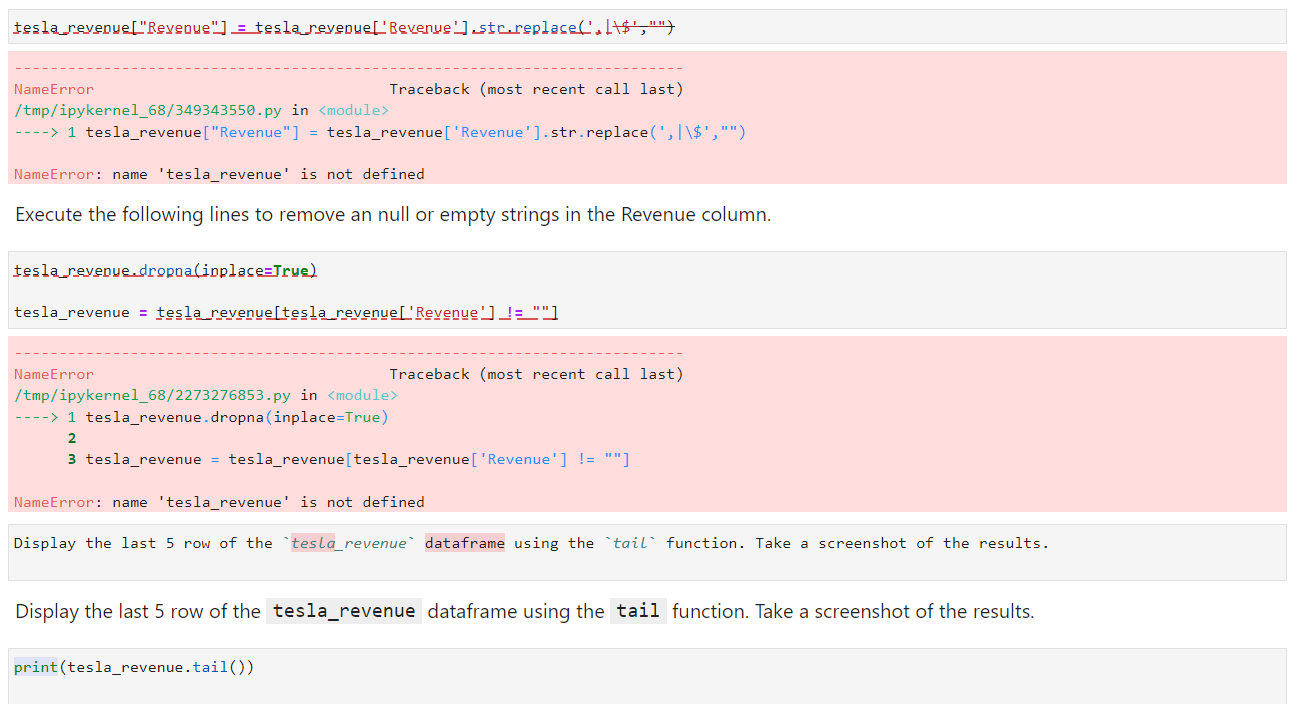 tesla_revenue["Revenue"] = tesla_revenue['Revenue'].str.replace(',|\$',"")
---------------------------------------------------------------------------
NameError                                 Traceback (most recent call last)
/tmp/ipykernel_68/349343550.py in <module>
----> 1 tesla_revenue["Revenue"] = tesla_revenue['Revenue'].str.replace(',|\$',"")
NameError: name 'tesla_revenue' is not defined
Execute the following lines to remove an null or empty strings in the Revenue column.
tesla_revenue.dropna(inplace=True)
tesla_revenue = tesla_revenue[tesla_revenue['Revenue'] != ""]
---------------------------------------------------------------------------
NameError                                 Traceback (most recent call last)
/tmp/ipykernel_68/2273276853.py in <module>
----> 1 tesla_revenue.dropna(inplace=True)
      2
      3 tesla_revenue = tesla_revenue[tesla_revenue['Revenue'] != ""]
NameError: name 'tesla_revenue' is not defined
Display the last 5 row of the `tesla_revenue` dataframe using the `tail` function. Take a screenshot of the results.
Display the last 5 row of the tesla_revenue dataframe using the tail function. Take a screenshot of the results.
print(tesla_revenue.tail())